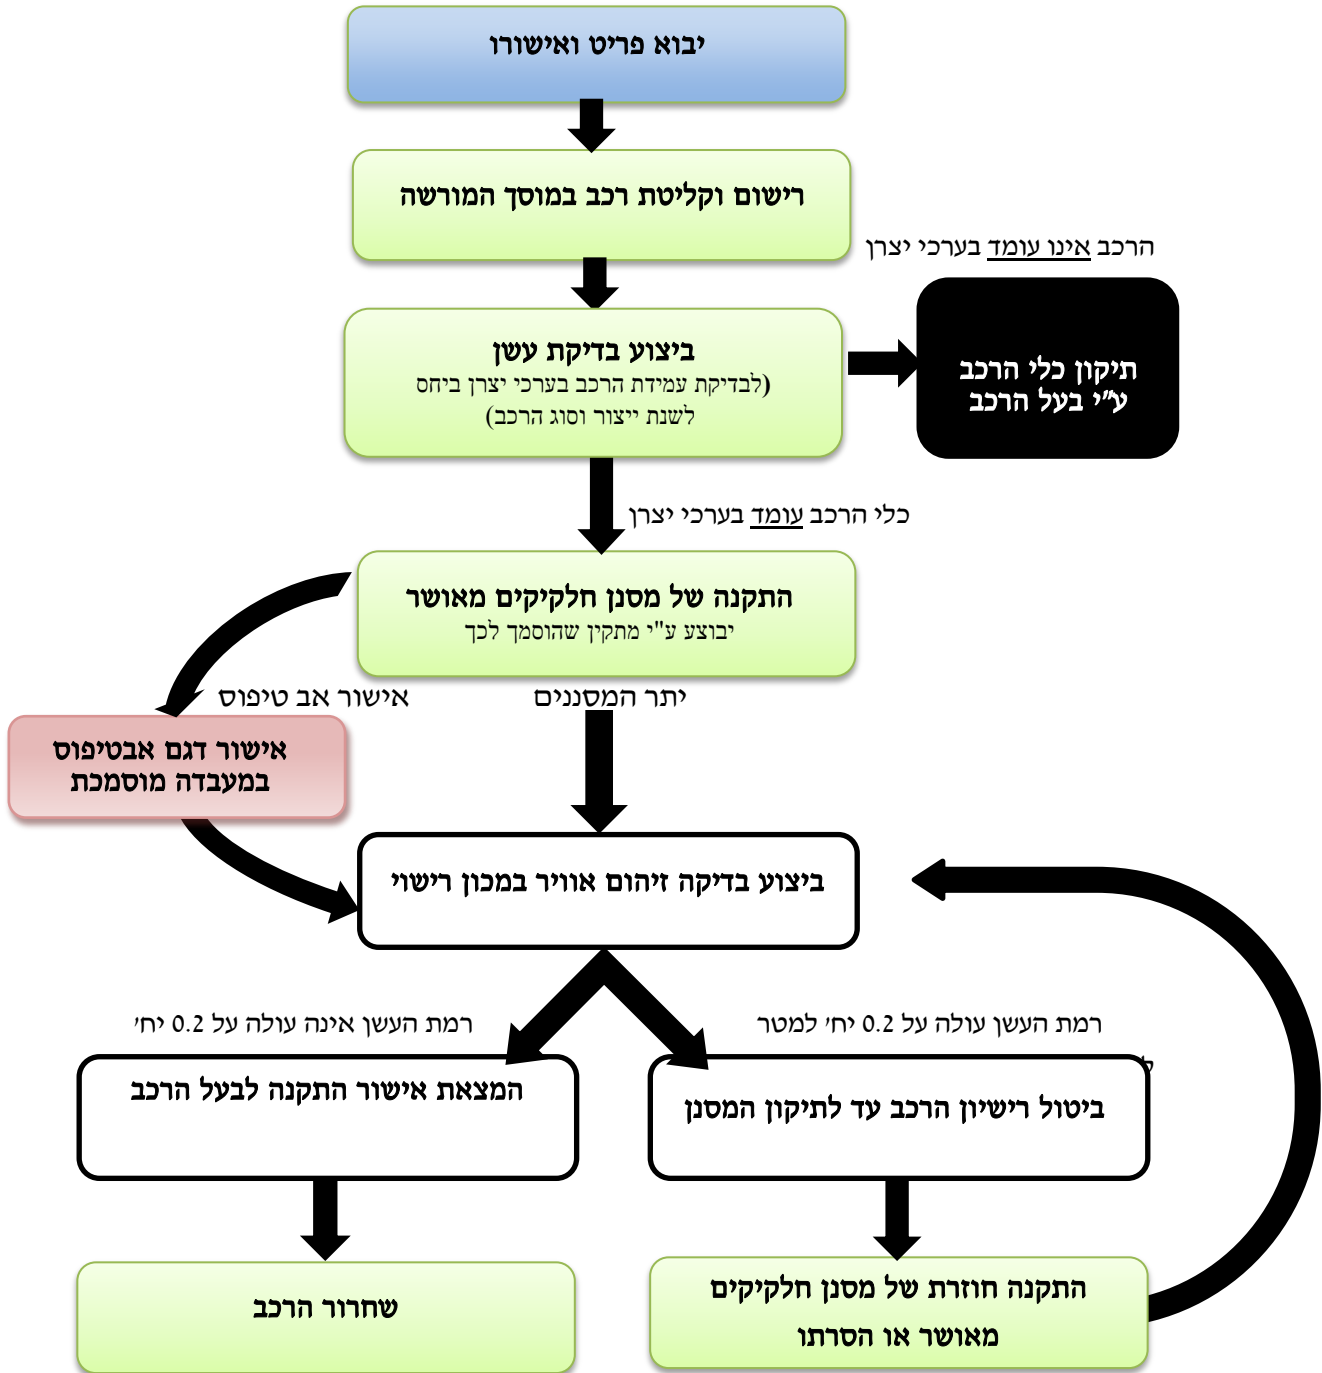 יבוא פריט ואישורו
רישום וקליטת רכב במוסך המורשה
הרכב אינו עומד בערכי יצרן
ביצוע בדיקת עשן
(לבדיקת עמידת הרכב בערכי יצרן ביחס
לשנת ייצור וסוג הרכב)
תיקון כלי הרכב
ע״י בעל הרכב
כלי הרכב עומד בערכי יצרן
התקנה של מסנן חלקיקים מאושר
יבוצע ע"י מתקין שהוסמך לכך
יתר המסננים
אישור אב טיפוס
אישור דגם אבטיפוס
במעבדה מוסמכת
ביצוע בדיקה זיהום אוויר במכון רישוי
רמת העשן עולה על 0.2 יח׳ למטר
רמת העשן אינה עולה על 0.2 יח׳
ביטול רישיון הרכב עד לתיקון המסנן
המצאת אישור התקנה לבעל הרכב
התקנה חוזרת של מסנן חלקיקים
מאושר או הסרתו
שחרור הרכב